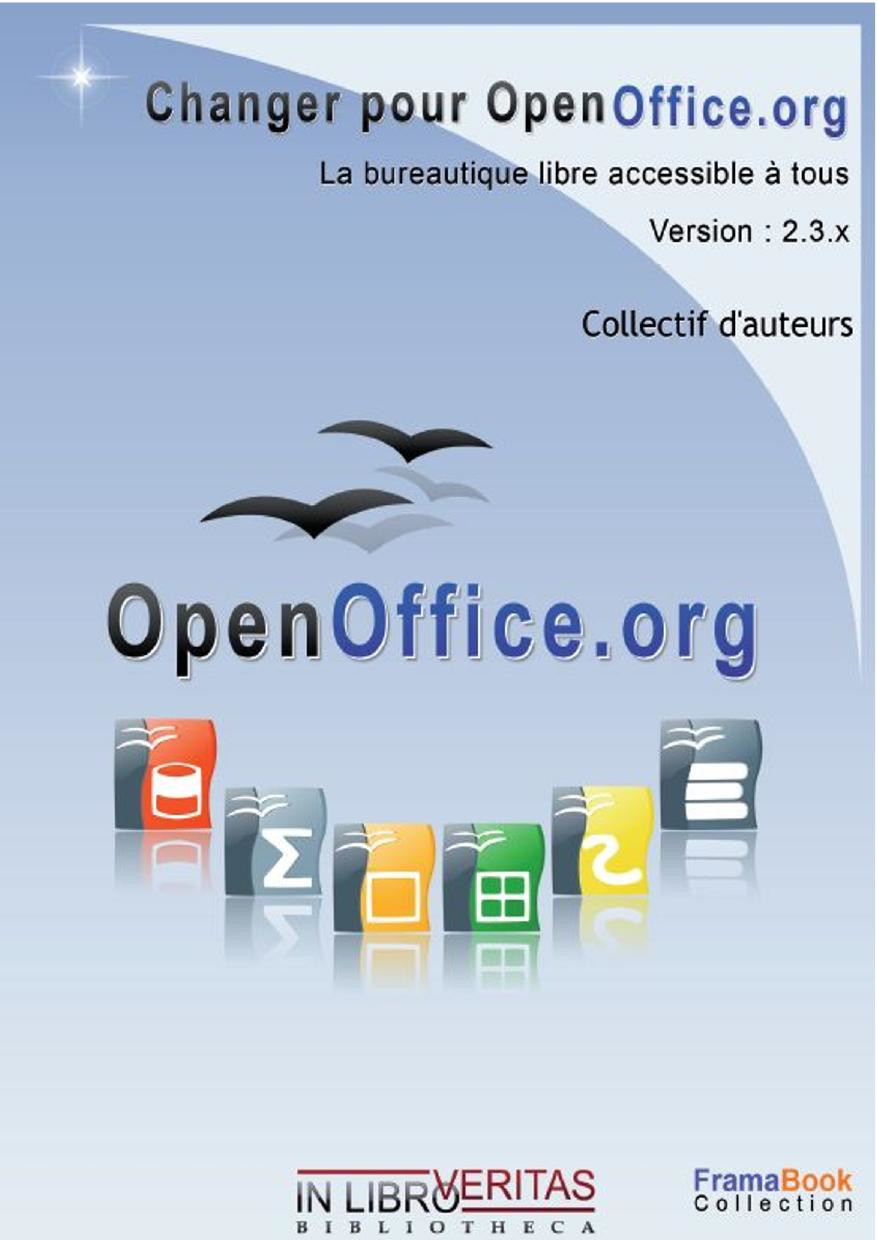 Changer pour OpenOffice.org
La bureautique libre accessible à tous
Version : 2.3.x
Collectif d'auteurs
OpenOffice.org
IN LIBRO VERITAS
BIBLIOTHECA
FramaBook
Collection